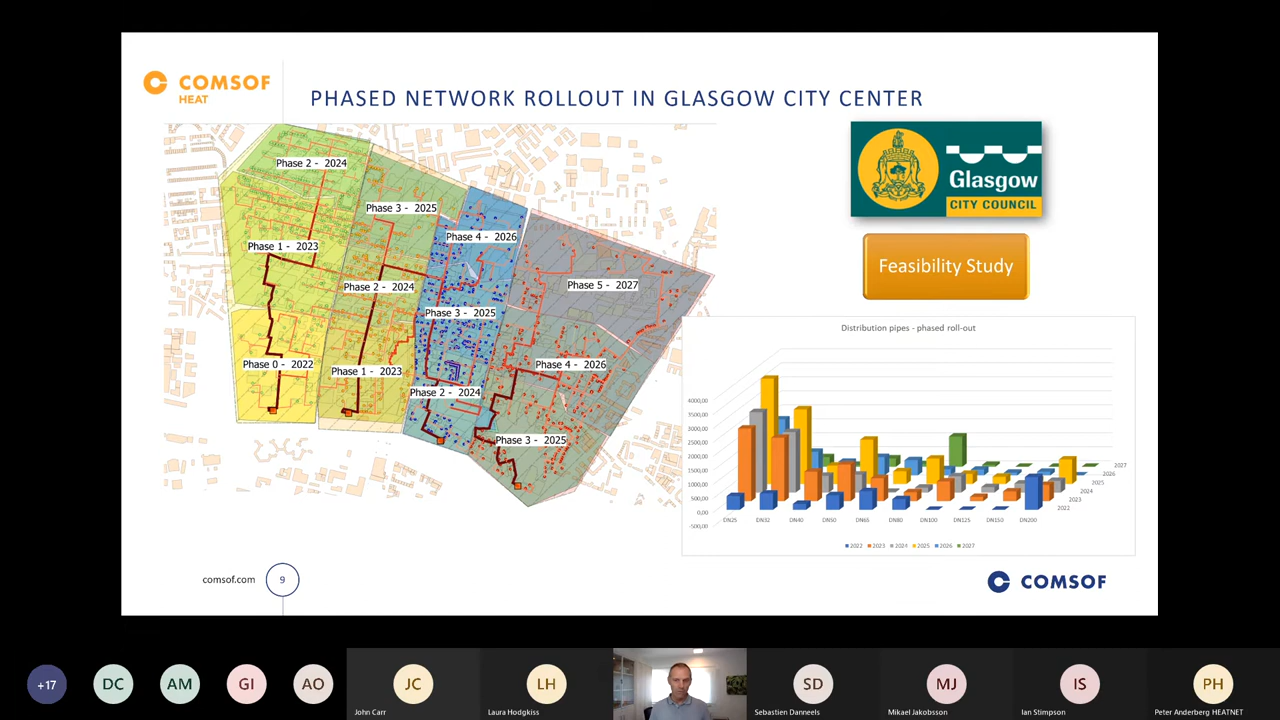 COMSOF
HEAT
PHASED NETWORK ROLLOUT IN GLASGOW CITY CENTER
Phase 2 - 2024
Phase 3 - 2025
Phase 4 - 2026
Phase 1 - 2023
Phase 2 - 2024
Phase 5 - 2027
Phase 3 - 2025
Phase 0 - 2022
Phase 1 - 2023
Phase 4 - 2026
Phase 2 - 2024
Phase 3 - 2025
Glasgow
CITY COUNCIL
Feasibility Study
Distribution pipes - phased roll-out
4000,00
3500,00
3000,00
2500,00
2000,00
1500,00
1000,00
500,00
0,00
-500,00
DN25 DN32 DN40 DN50 DN65 DN80 DN100 DN125 DN150 DN200
2027
2026
2025
2024
2023
2022
2022 2023 2024 2025 2026 2027
comsof.com 9
COMSOF
+17 DC AM GI AO JC LH SD MJ IS PH
John Carr Laura Hodgkiss Sebastien Danneels Mikael Jakobsson Ian Stimpson Peter Anderberg HEATNET